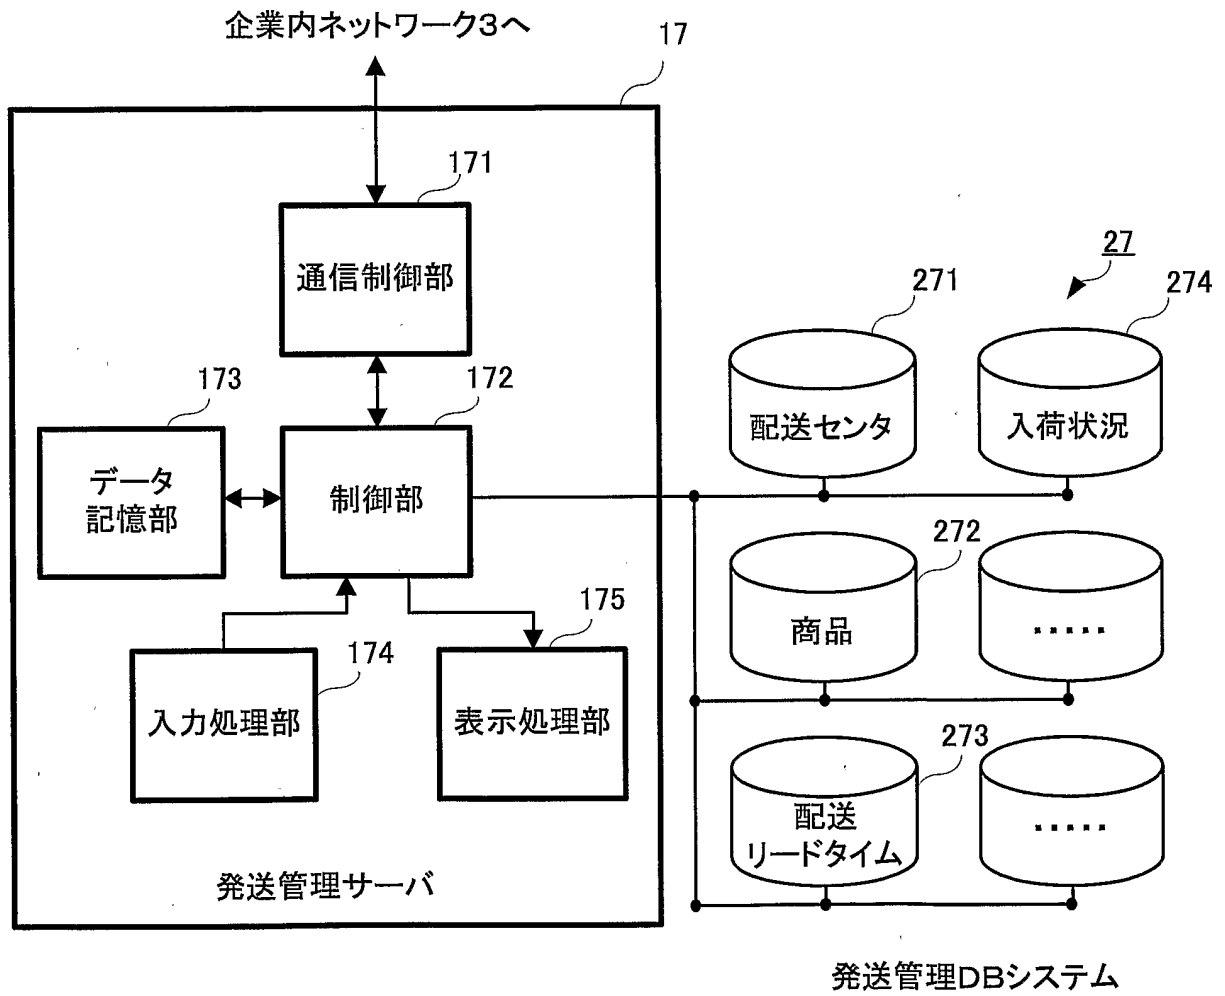 企業内ネットワーク3へ
17
171
通信制御部
27
271
274
173
172
配送センタ
入荷状況
データ
記憶部
制御部
272
175
174
商品
.....
入力処理部
表示処理部
273
配送
リードタイム
.....
発送管理サーバ
発送管理DBシステム